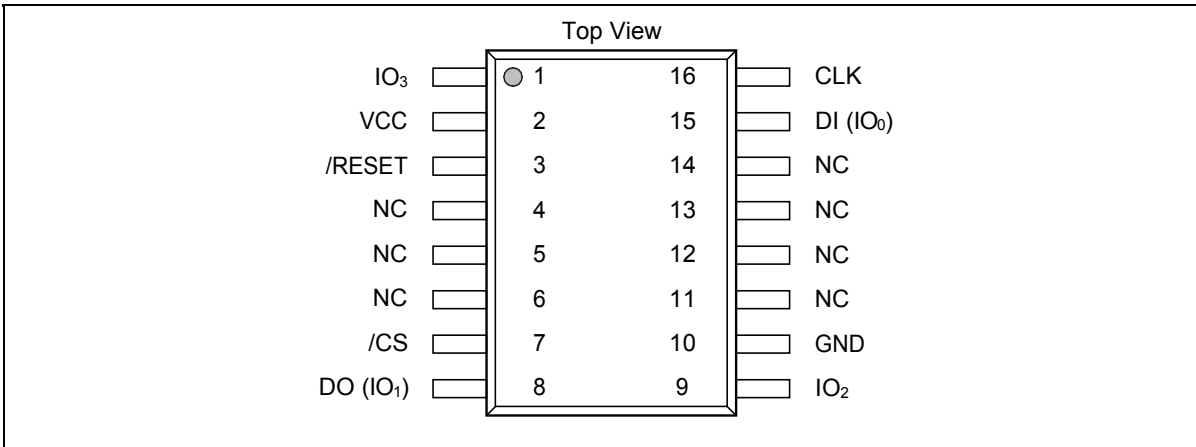 Top View
IO₃ 1 16 CLK
VCC 2 15 DI (IO₀)
/RESET 3 14 NC
NC 4 13 NC
NC 5 12 NC
NC 6 11 NC
/CS 7 10 GND
DO (IO₁) 8 9 IO₂